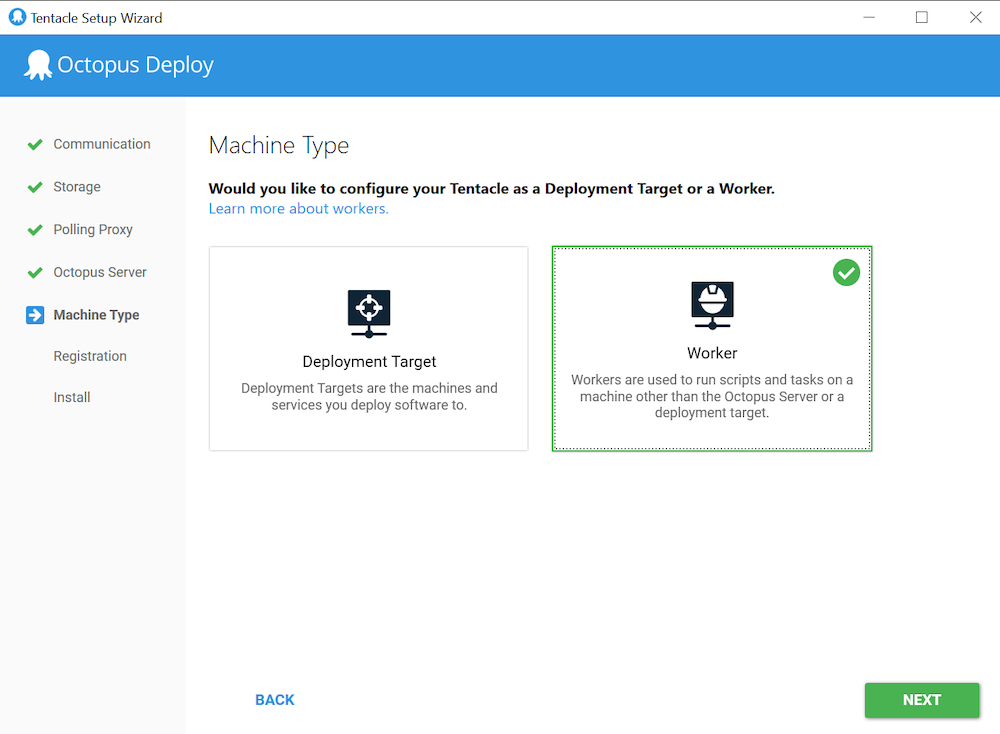 Tentacle Setup Wizard
Octopus Deploy
Communication
Storage
Polling Proxy
Octopus Server
Machine Type
Registration
Install
Machine Type
Would you like to configure your Tentacle as a Deployment Target or a Worker.
Learn more about workers.
Deployment Target
Deployment Targets are the machines and
services you deploy software to.
Worker
Workers are used to run scripts and tasks on a
machine other than the Octopus Server or a
deployment target.
BACK
NEXT